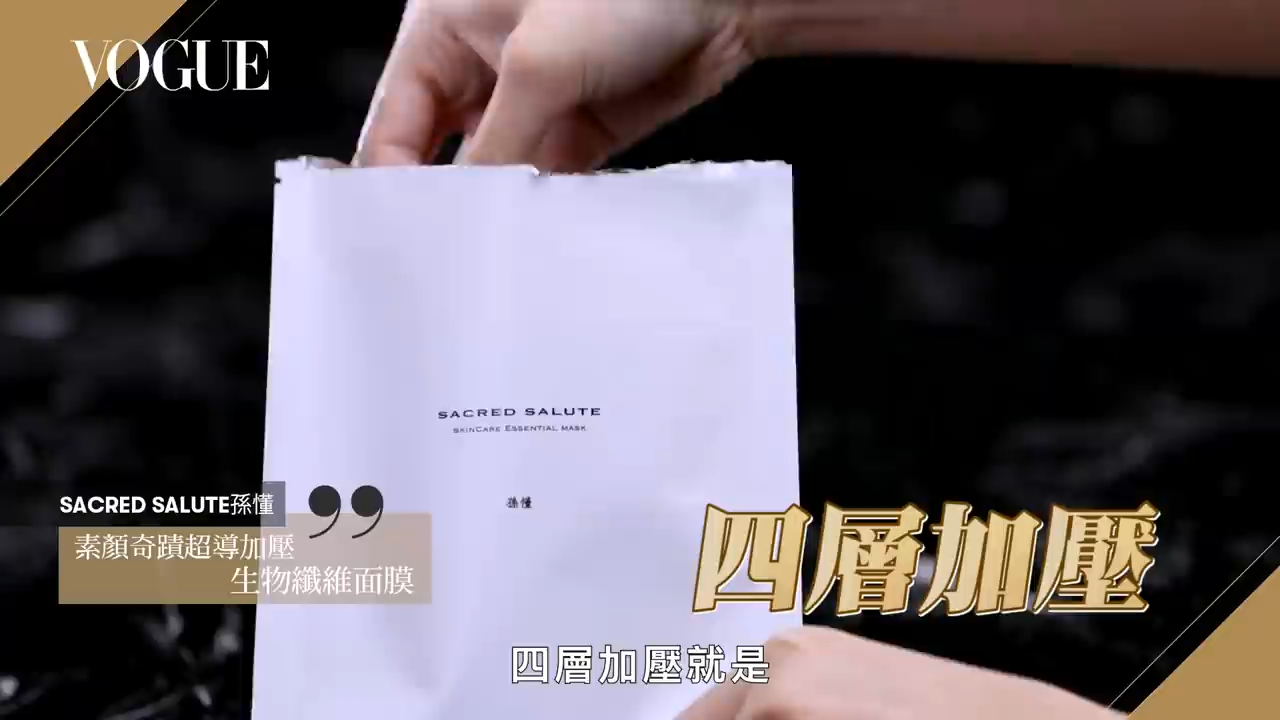 VOGUE
SACRED SALUTE
SKINCARE ESSENTIAL MASK
孫懂
SACRED SALUTE孫懂
素顏奇蹟超導加壓
生物纖維面膜
四層加壓
四層加壓就是